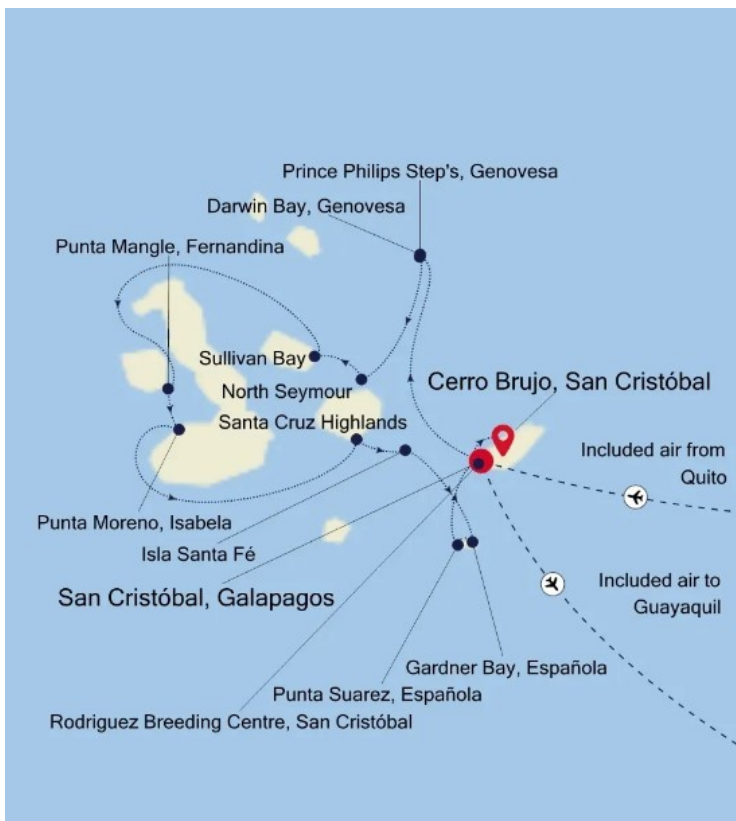 Prince Philips Step's, Genovesa
Darwin Bay, Genovesa
Punta Mangle, Fernandina
Sullivan Bay
North Seymour
Cerro Brujo, San Cristóbal
Santa Cruz Highlands
Included air from
Quito
Punta Moreno, Isabela
Isla Santa Fé
San Cristóbal, Galapagos
Included air to
Guayaquil
Gardner Bay, Española
Punta Suarez, Española
Rodriguez Breeding Centre, San Cristóbal